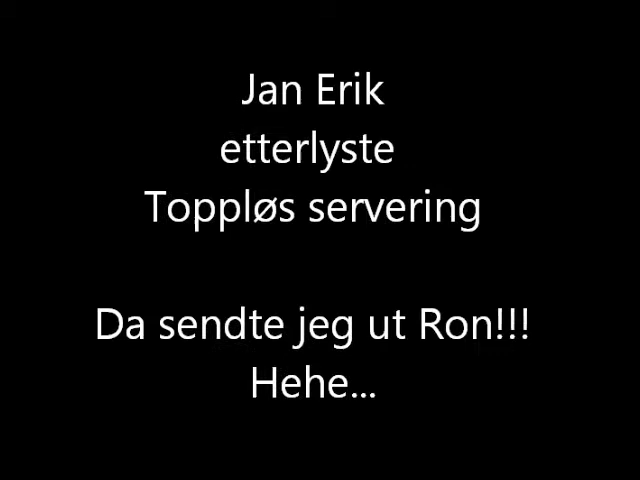 Jan Erik
etterlyste
Toppløs servering
Da sendte jeg ut Ron!!!
Hehe...